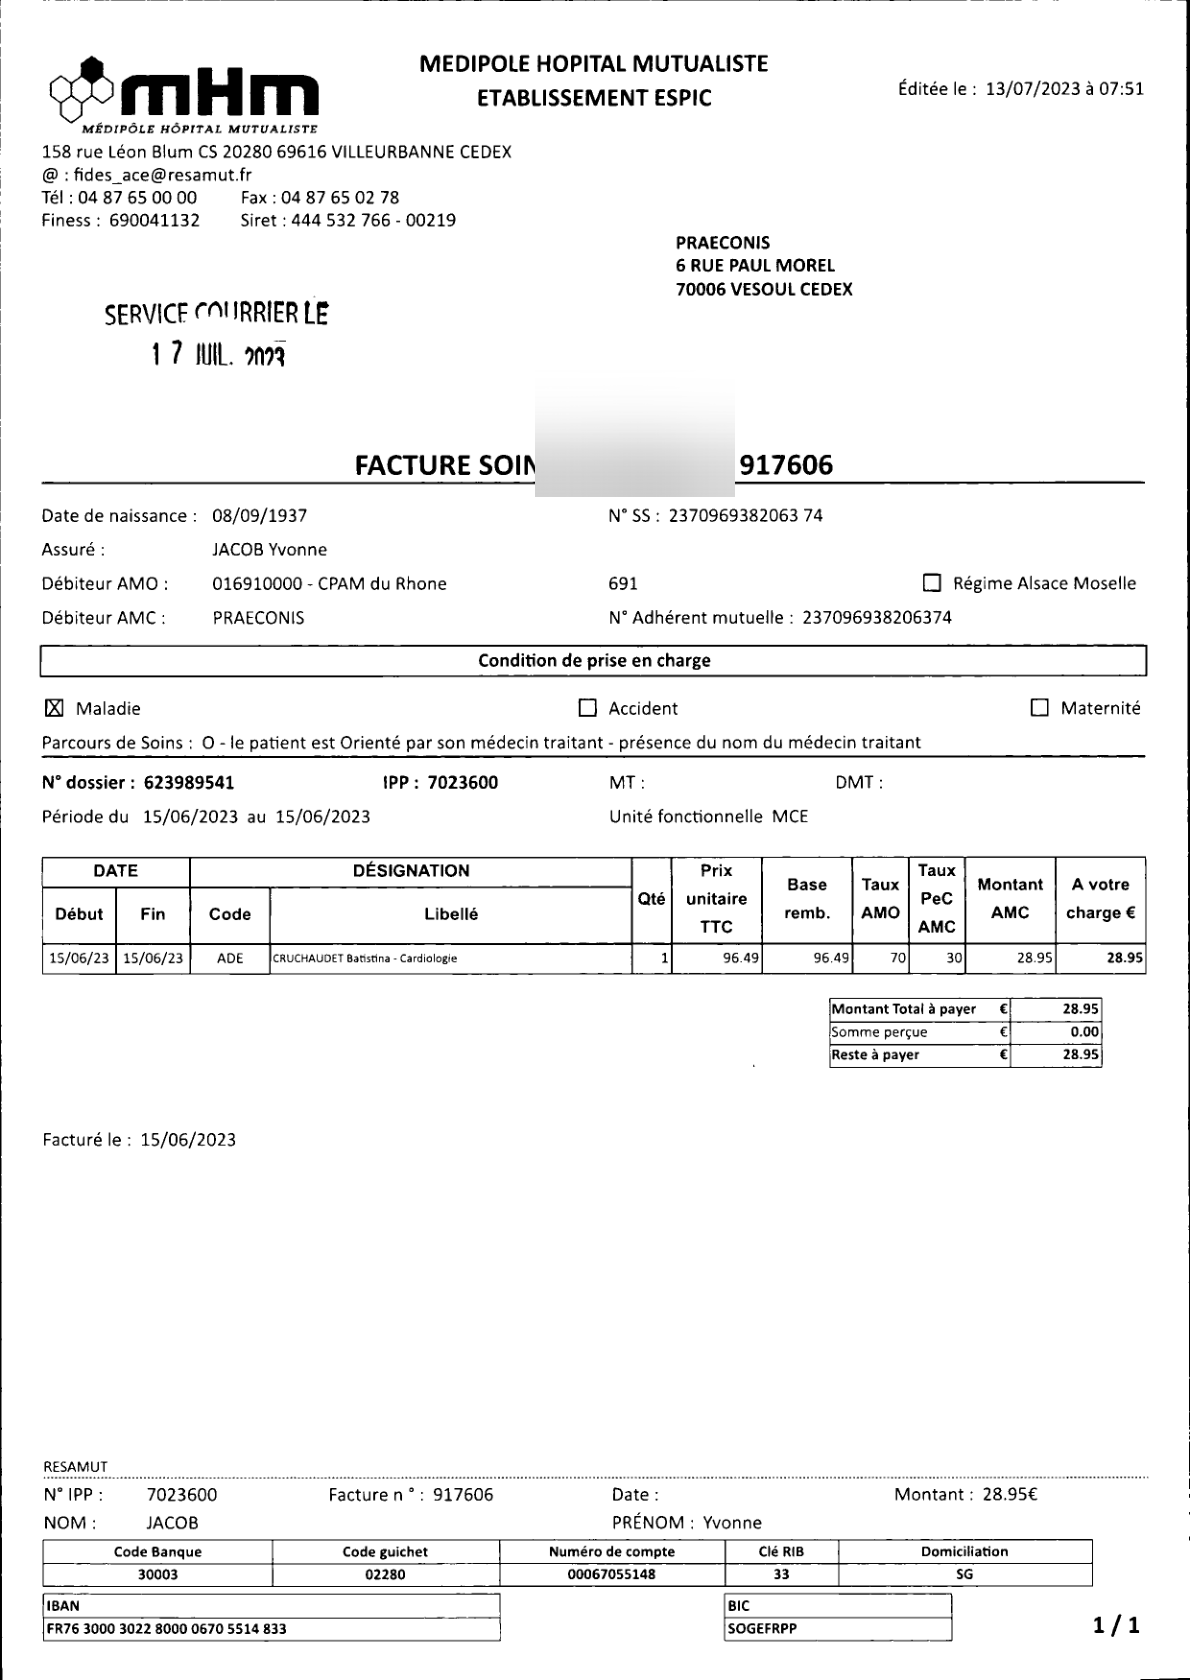 mHm
MÉDIPÔLE HÔPITAL MUTUALISTE
MEDIPOLE HOPITAL MUTUALISTE
ETABLISSEMENT ESPIC
Éditée le : 13/07/2023 à 07:51
158 rue Léon Blum CS 20280 69616 VILLEURBANNE CEDEX
@ : fides_ace@resamut.fr
Tél : 04 87 65 00 00 Fax : 04 87 65 02 78
Finess : 690041132 Siret : 444 532 766 - 00219
PRAECONIS
6 RUE PAUL MOREL
70006 VESOUL CEDEX
SERVICE COURRIER LE
17 JUIL. 2023
FACTURE SOIN 917606
Date de naissance : 08/09/1937 N° SS : 2370969382063 74
Assuré : JACOB Yvonne
Débiteur AMO : 016910000 - CPAM du Rhone 691 Régime Alsace Moselle
Débiteur AMC : PRAECONIS N° Adhérent mutuelle : 237096938206374
Condition de prise en charge
Maladie Accident Maternité
Parcours de Soins : O - le patient est Orienté par son médecin traitant - présence du nom du médecin traitant
N° dossier : 623989541 IPP : 7023600 MT : DMT :
Période du 15/06/2023 au 15/06/2023 Unité fonctionnelle MCE
DATE DÉSIGNATION Qté Prix unitaire TTC Base remb. Taux AMO Taux PeC AMC Montant AMC A votre charge €
Début Fin Code Libellé
15/06/23 15/06/23 ADE CRUCHAUDET Batistina - Cardiologie 1 96.49 96.49 70 30 28.95 28.95
Montant Total à payer € 28.95
Somme perçue € 0.00
Reste à payer € 28.95
Facturé le : 15/06/2023
RESAMUT
N° IPP : 7023600 Facture n ° : 917606 Date : Montant : 28.95€
NOM : JACOB PRÉNOM : Yvonne
Code Banque Code guichet Numéro de compte Clé RIB Domiciliation
30003 02280 00067055148 33 SG
IBAN BIC
FR76 3000 3022 8000 0670 5514 833 SOGEFRPP
1 / 1